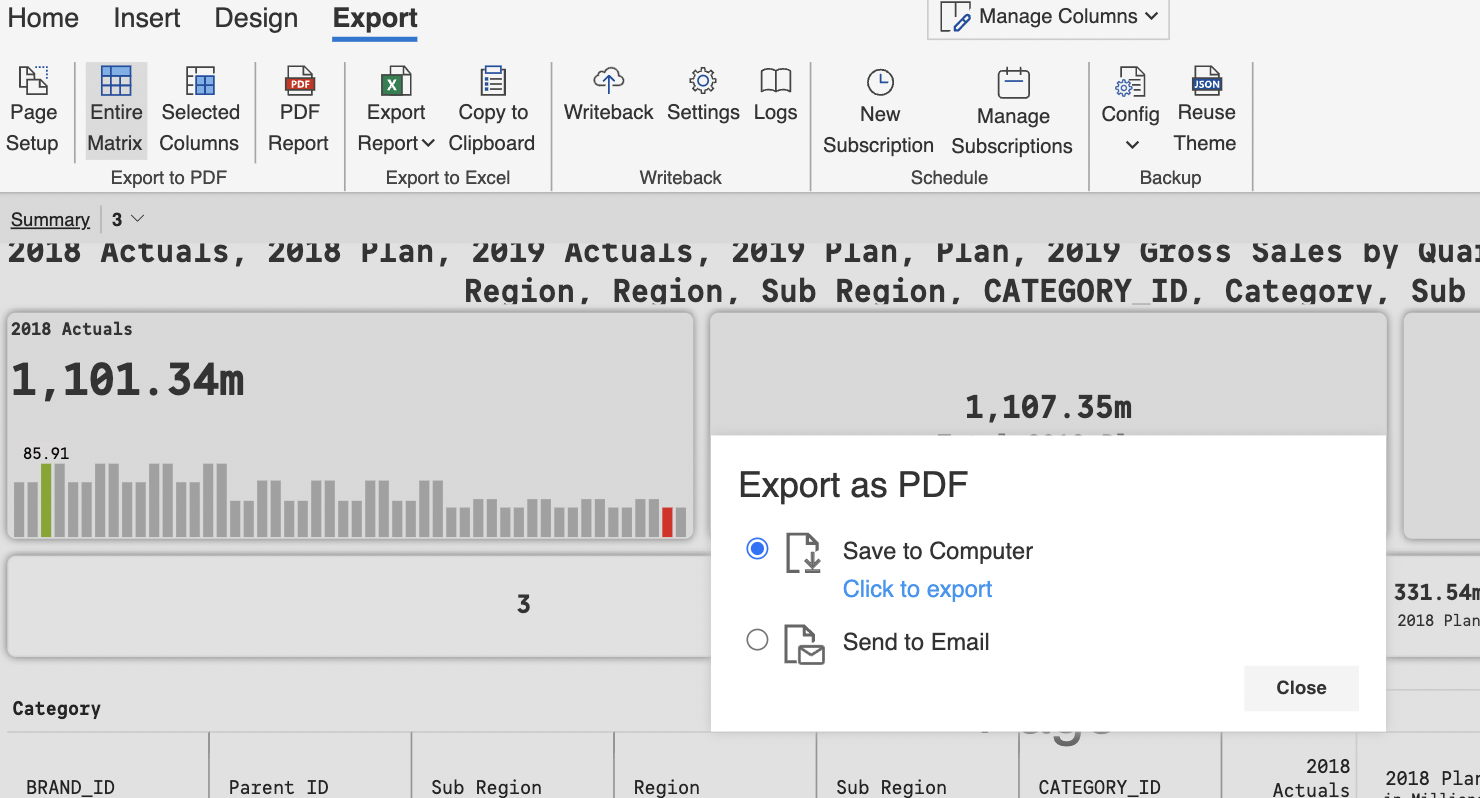 Home Insert Design Export
Manage Columns
Page Setup
Entire Matrix
Selected Columns
PDF Report
Export Report
Copy to Clipboard
Writeback
Settings
Logs
New Subscription
Manage Subscriptions
Config
Reuse Theme
Export to PDF
Export to Excel
Writeback
Schedule
Backup
Summary 3
2018 Actuals, 2018 Plan, 2019 Actuals, 2019 Plan, Plan, 2019 Gross Sales by
Region, Region, Sub Region, CATEGORY_ID, Category, Sub
2018 Actuals
1,101.34m
85.91
1,107.35m
Export as PDF
Save to Computer
Click to export
Send to Email
Close
3
331.54m
2018 Plan
Category
BRAND_ID
Parent ID
Sub Region
Region
Sub Region
CATEGORY_ID
2018 Actuals
2018 Plan